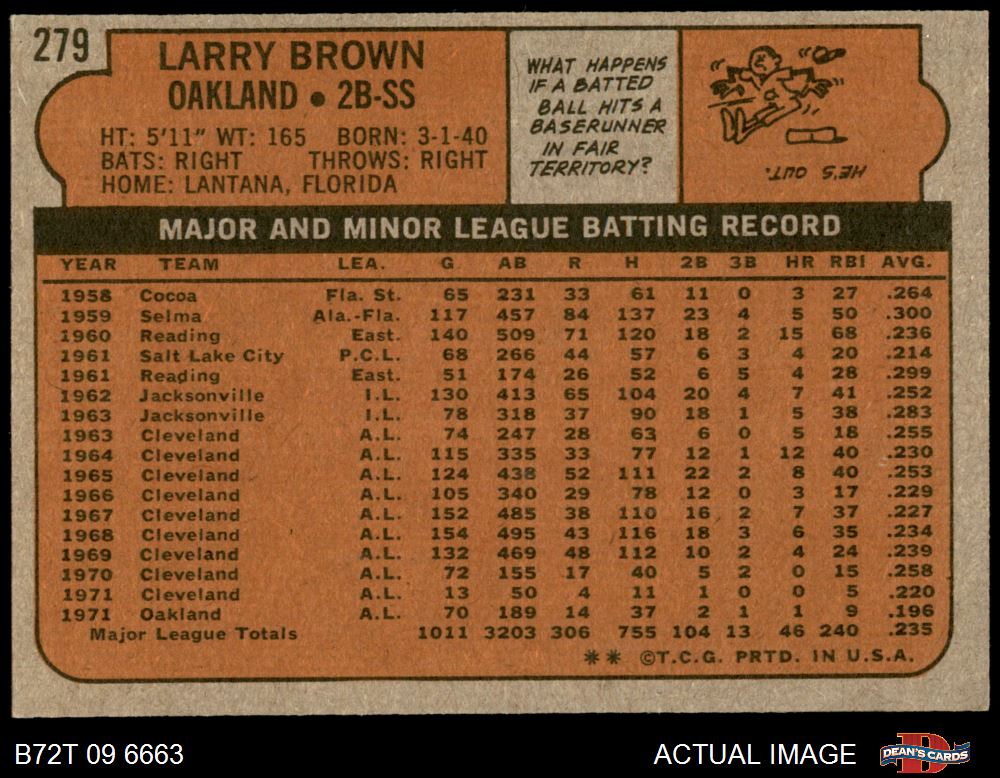 279
LARRY BROWN
OAKLAND • 2B-SS
HT: 5'11" WT: 165 BORN: 3-1-40
BATS: RIGHT THROWS: RIGHT
HOME: LANTANA, FLORIDA
WHAT HAPPENS
IF A BATTED
BALL HITS A
BASERUNNER
IN FAIR
TERRITORY?
HE'S OUT.
MAJOR AND MINOR LEAGUE BATTING RECORD
YEAR TEAM LEA. G AB R H 2B 3B HR RBI AVG.
1958 Cocoa Fla. St. 65 231 33 61 11 0 3 27 .264
1959 Selma Ala.-Fla. 117 457 84 137 23 4 5 50 .300
1960 Reading East. 140 509 71 120 18 2 15 68 .236
1961 Salt Lake City P.C.L. 68 266 44 57 6 3 4 20 .214
1961 Reading East. 51 174 26 52 6 5 4 28 .299
1962 Jacksonville I.L. 130 413 65 104 20 4 7 41 .252
1963 Jacksonville I.L. 78 318 37 90 18 1 5 38 .283
1963 Cleveland A.L. 74 247 28 63 6 0 5 18 .255
1964 Cleveland A.L. 115 335 33 77 12 1 12 40 .230
1965 Cleveland A.L. 124 438 52 111 22 2 8 40 .253
1966 Cleveland A.L. 105 340 29 78 12 0 3 17 .229
1967 Cleveland A.L. 152 485 38 110 16 2 7 37 .227
1968 Cleveland A.L. 154 495 43 116 18 3 6 35 .234
1969 Cleveland A.L. 132 469 48 112 10 2 4 24 .239
1970 Cleveland A.L. 72 155 17 40 5 2 0 15 .258
1971 Cleveland A.L. 13 50 4 11 1 0 0 5 .220
1971 Oakland A.L. 70 189 14 37 2 1 1 9 .196
Major League Totals 1011 3203 306 755 104 13 46 240 .235
** ©T.C.G. PRTD. IN U.S.A.
B72T 09 6663
ACTUAL IMAGE
DEAN'S CARDS